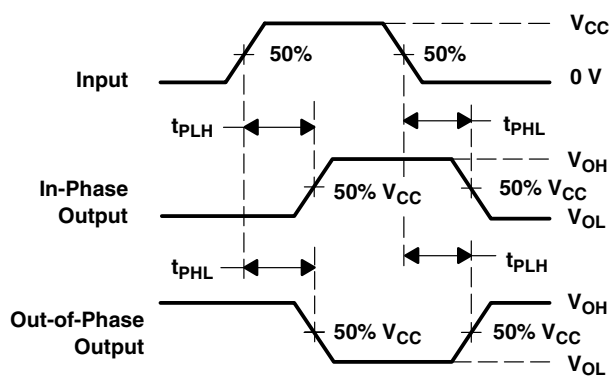 V_CC
50%
50%
Input
0 V
t_PLH
t_PHL
V_OH
In-Phase
Output
50% V_CC
50% V_CC
V_OL
t_PHL
t_PLH
V_OH
Out-of-Phase
Output
50% V_CC
50% V_CC
V_OL